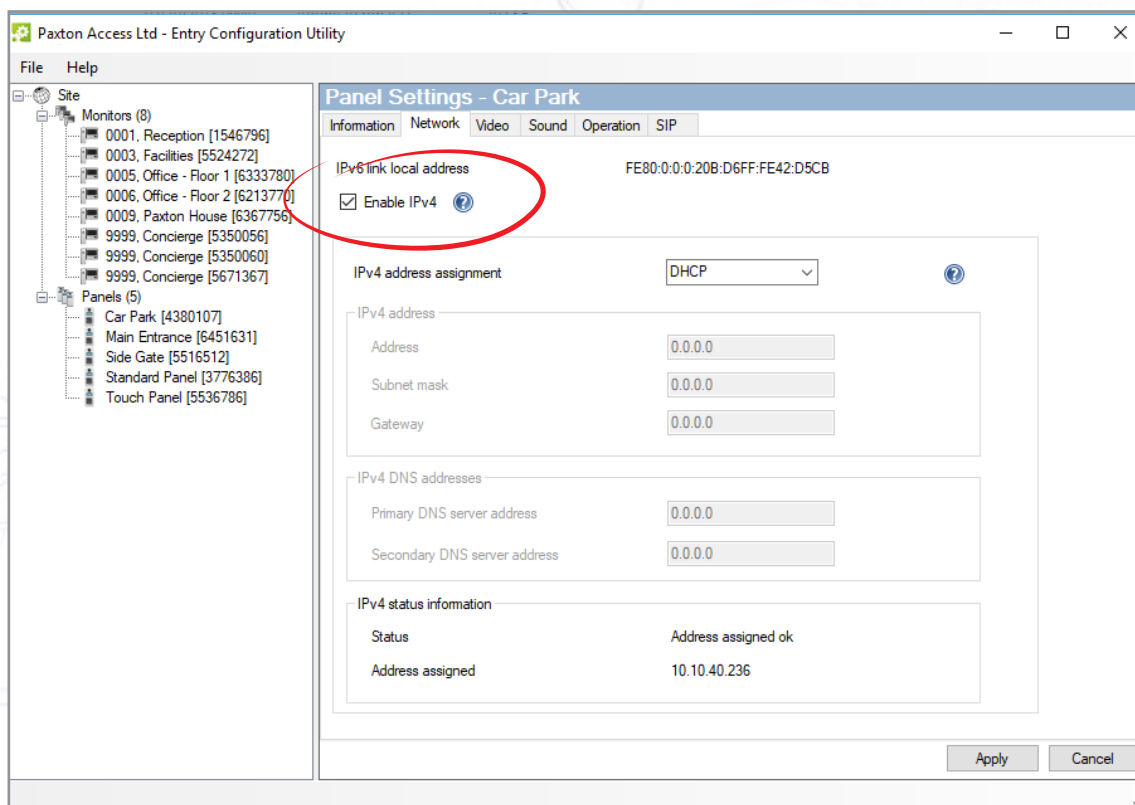 Paxton Access Ltd - Entry Configuration Utility
File Help
Site
Monitors (8)
0001, Reception [1546796]
0003, Facilities [5524272]
0005, Office - Floor 1 [6333780]
0006, Office - Floor 2 [6213770]
0009, Paxton House [6367756]
9999, Concierge [5350056]
9999, Concierge [5350060]
9999, Concierge [5671367]
Panels (5)
Car Park [4380107]
Main Entrance [6451631]
Side Gate [5516512]
Standard Panel [3776386]
Touch Panel [5536786]
Panel Settings - Car Park
Information Network Video Sound Operation SIP
IPv6 link local address FE80:0:0:0:20B:D6FF:FE42:D5CB
Enable IPv4 ?
IPv4 address assignment DHCP ?
IPv4 address
Address 0.0.0.0
Subnet mask 0.0.0.0
Gateway 0.0.0.0
IPv4 DNS addresses
Primary DNS server address 0.0.0.0
Secondary DNS server address 0.0.0.0
IPv4 status information
Status Address assigned ok
Address assigned 10.10.40.236
Apply Cancel